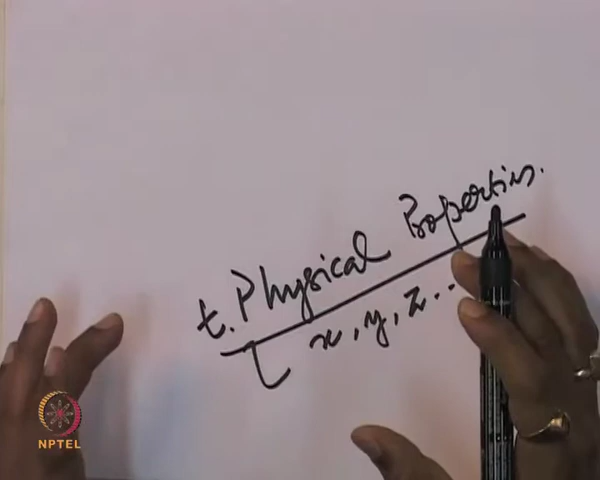 t. Physical Properties.
x, y, z..
NPTEL